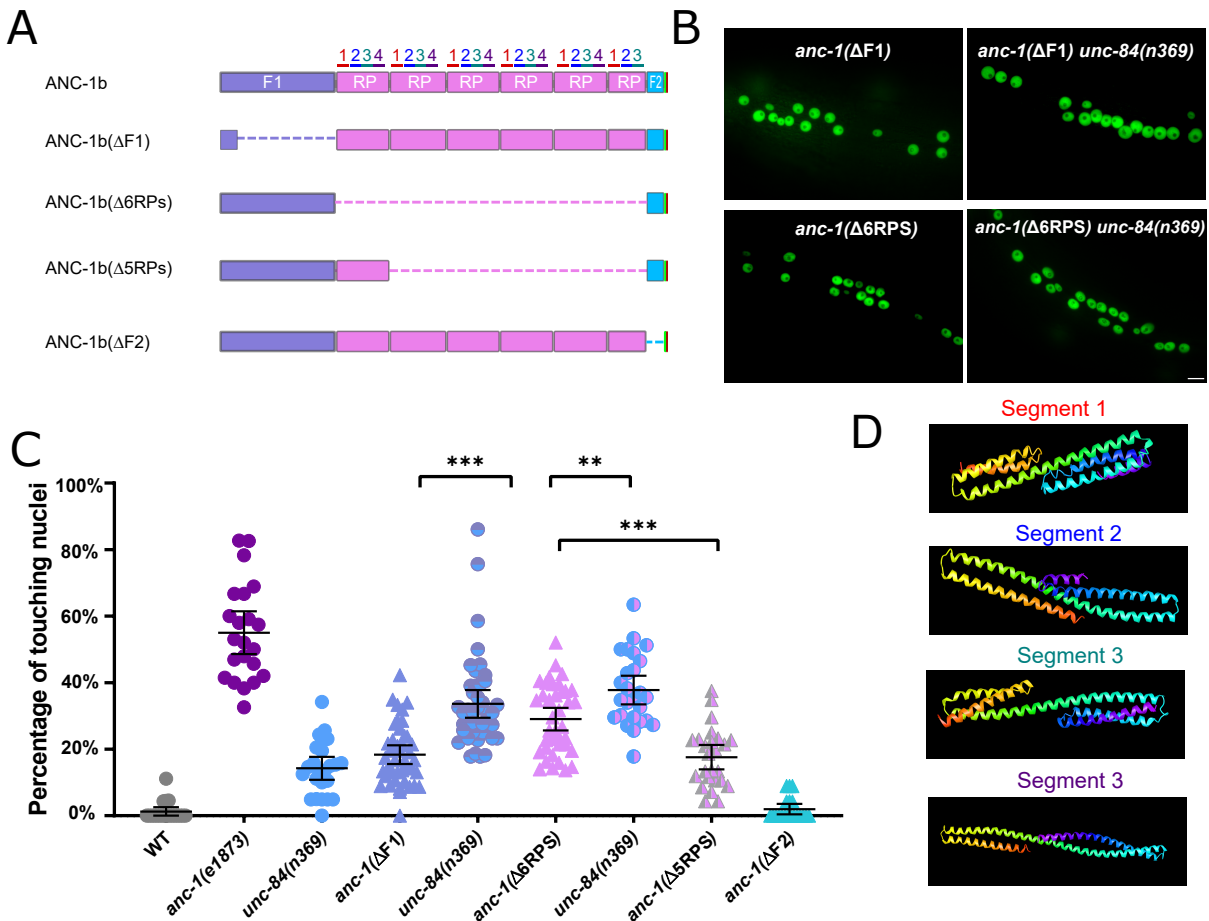 A
1 2 3 4 1 2 3 4 1 2 3 4 1 2 3 4 1 2 3 4 1 2 3
ANC-1b F1 RP RP RP RP RP RP F2
ANC-1b(ΔF1)
ANC-1b(Δ6RPs)
ANC-1b(Δ5RPs)
ANC-1b(ΔF2)
B
anc-1(ΔF1)
anc-1(ΔF1) unc-84(n369)
anc-1(Δ6RPS)
anc-1(Δ6RPS) unc-84(n369)
C
Percentage of touching nuclei
100%
80%
60%
40%
20%
0%
***
**
***
WT
anc-1(e1873)
unc-84(n369)
anc-1(ΔF1)
unc-84(n369)
anc-1(Δ6RPS)
unc-84(n369)
anc-1(Δ5RPS)
anc-1(ΔF2)
D
Segment 1
Segment 2
Segment 3
Segment 3